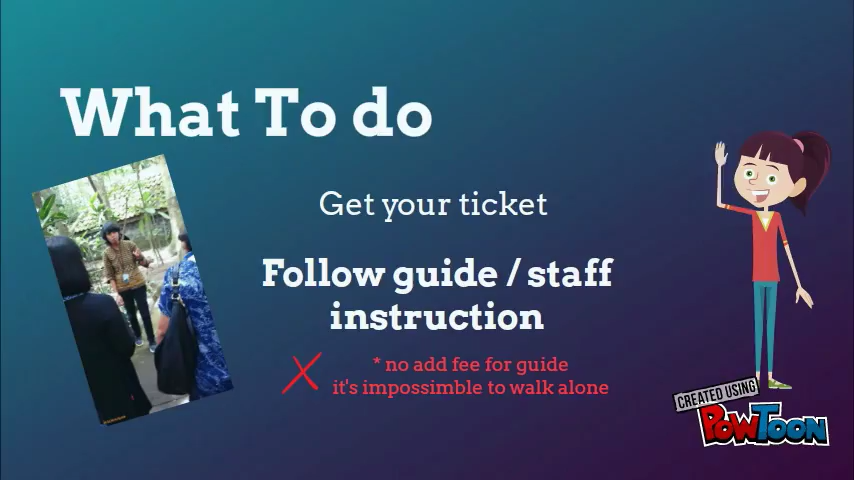 What To do
Get your ticket
Follow guide / staff
instruction
* no add fee for guide
it's impossimble to walk alone
CREATED USING
POWTOON